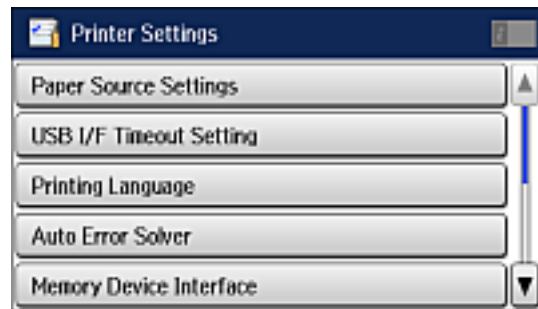 Printer Settings
Paper Source Settings
USB I/F Timeout Setting
Printing Language
Auto Error Solver
Memory Device Interface